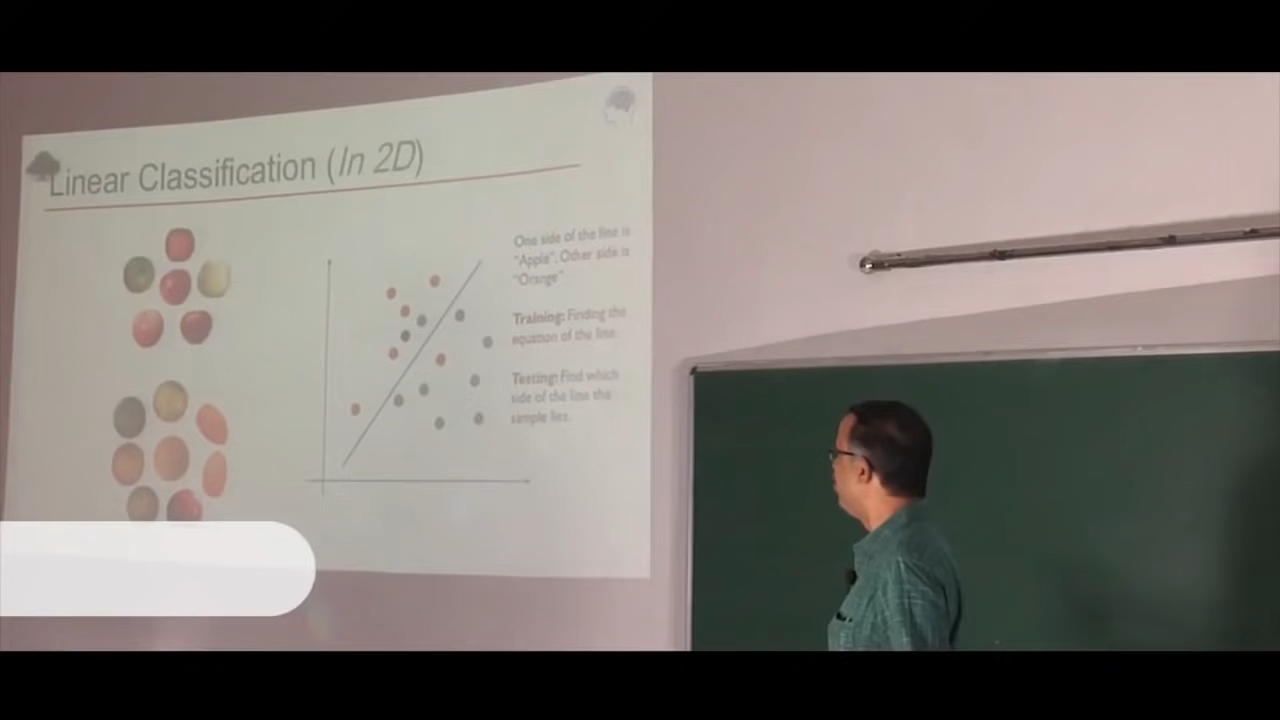 Linear Classification (In 2D)
One side of the line is
"Apple". Other side is
"Orange"
Training: Finding the
equation of the line.
Testing: Find which
side of the line the
simple lies.